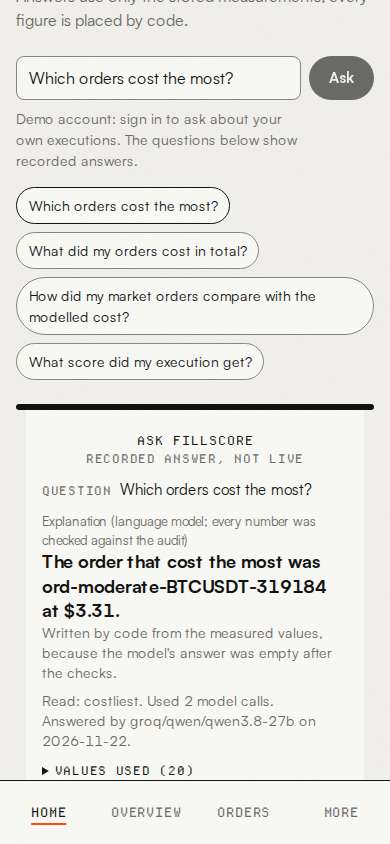 Answers use only the stored measurements, every
figure is placed by code.
Which orders cost the most?
Ask
Demo account: sign in to ask about your
own executions. The questions below show
recorded answers.
Which orders cost the most?
What did my orders cost in total?
How did my market orders compare with the
modelled cost?
What score did my execution get?
ASK FILLSCORE
RECORDED ANSWER, NOT LIVE
QUESTION Which orders cost the most?
Explanation (language model; every number was
checked against the audit)
The order that cost the most was
ord-moderate-BTCUSDT-319184
at $3.31.
Written by code from the measured values,
because the model's answer was empty after
the checks.
Read: costliest. Used 2 model calls.
Answered by groq/qwen/qwen3.8-27b on
2026-11-22.
VALUES USED (20)
HOME OVERVIEW ORDERS MORE